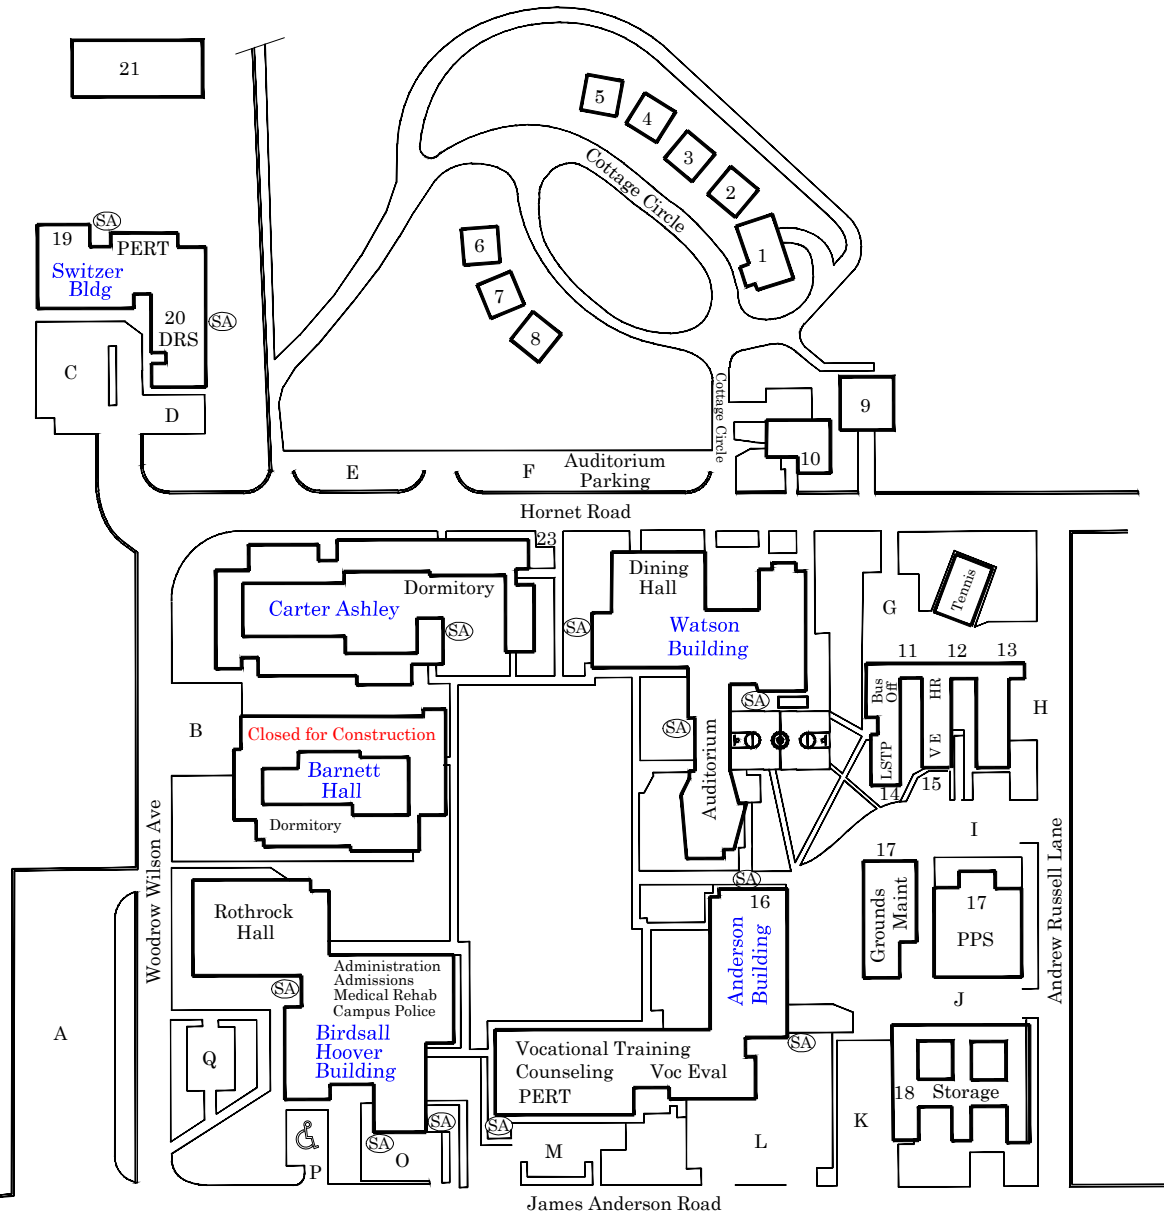 21
5
4
3
2
Cottage Circle
1
6
7
8
SA
19
PERT
Switzer
Bldg
20
DRS
SA
C
D
Cottage Circle
9
10
E
F
Auditorium
Parking
Hornet Road
23
Dormitory
Carter Ashley
SA
Dining
Hall
SA
Watson
Building
Tennis
G
11
12
13
Bus
Off
HR
H
SA
SA
Auditorium
LSTP
V E
14
15
B
Closed for Construction
Barnett
Hall
Dormitory
Woodrow Wilson Ave
I
17
Grounds
Maint
17
PPS
Andrew Russell Lane
SA
16
Anderson
Building
Rothrock
Hall
Administration
Admissions
Medical Rehab
Campus Police
SA
Birdsall
Hoover
Building
J
A
Q
Vocational Training
Counseling
Voc Eval
PERT
SA
18
Storage
K
L
M
SA
SA
SA
O
P
James Anderson Road